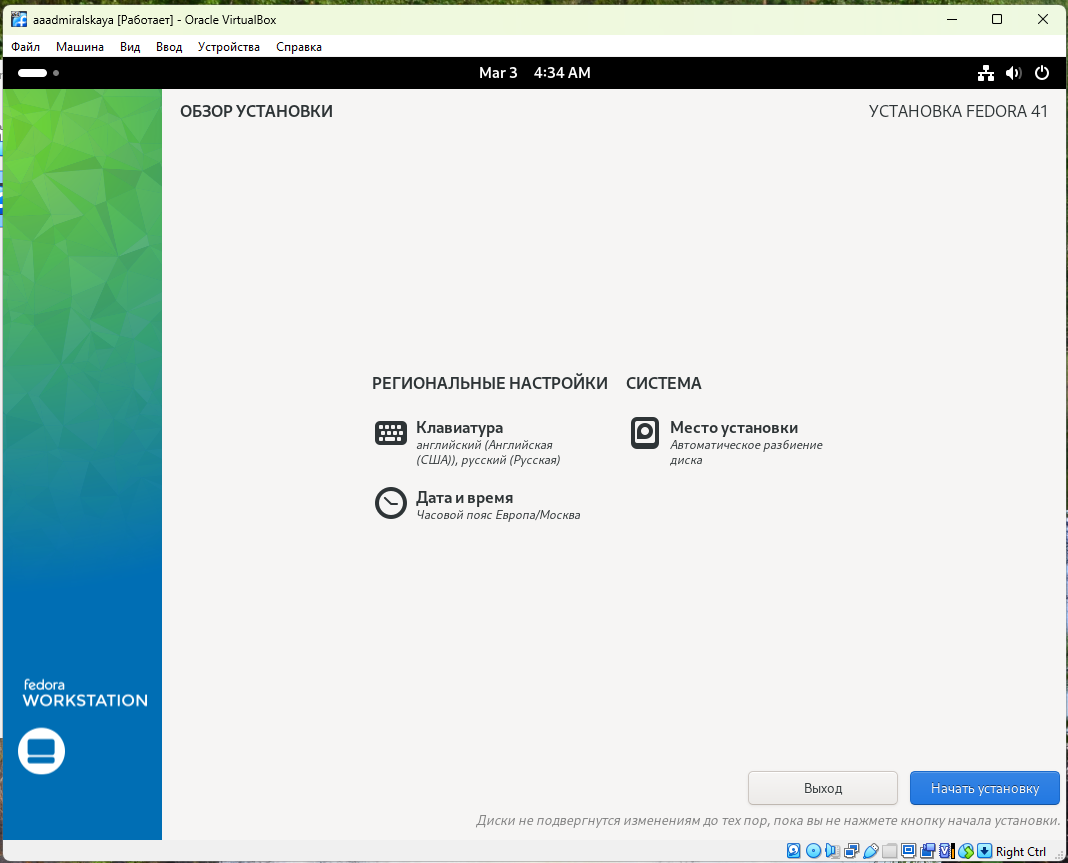 aaadmiralskaya [Работает] - Oracle VirtualBox
Файл Машина Вид Ввод Устройства Справка
Mar 3 4:34 AM
ОБЗОР УСТАНОВКИ
УСТАНОВКА FEDORA 41
РЕГИОНАЛЬНЫЕ НАСТРОЙКИ
Клавиатура
английский (Английская
(США)), русский (Русская)
Дата и время
Часовой пояс Европа/Москва
СИСТЕМА
Место установки
Автоматическое разбиение
диска
fedora
WORKSTATION
Выход
Начать установку
Диски не подвергнутся изменениям до тех пор, пока вы не нажмете кнопку начала установки.
Right Ctrl